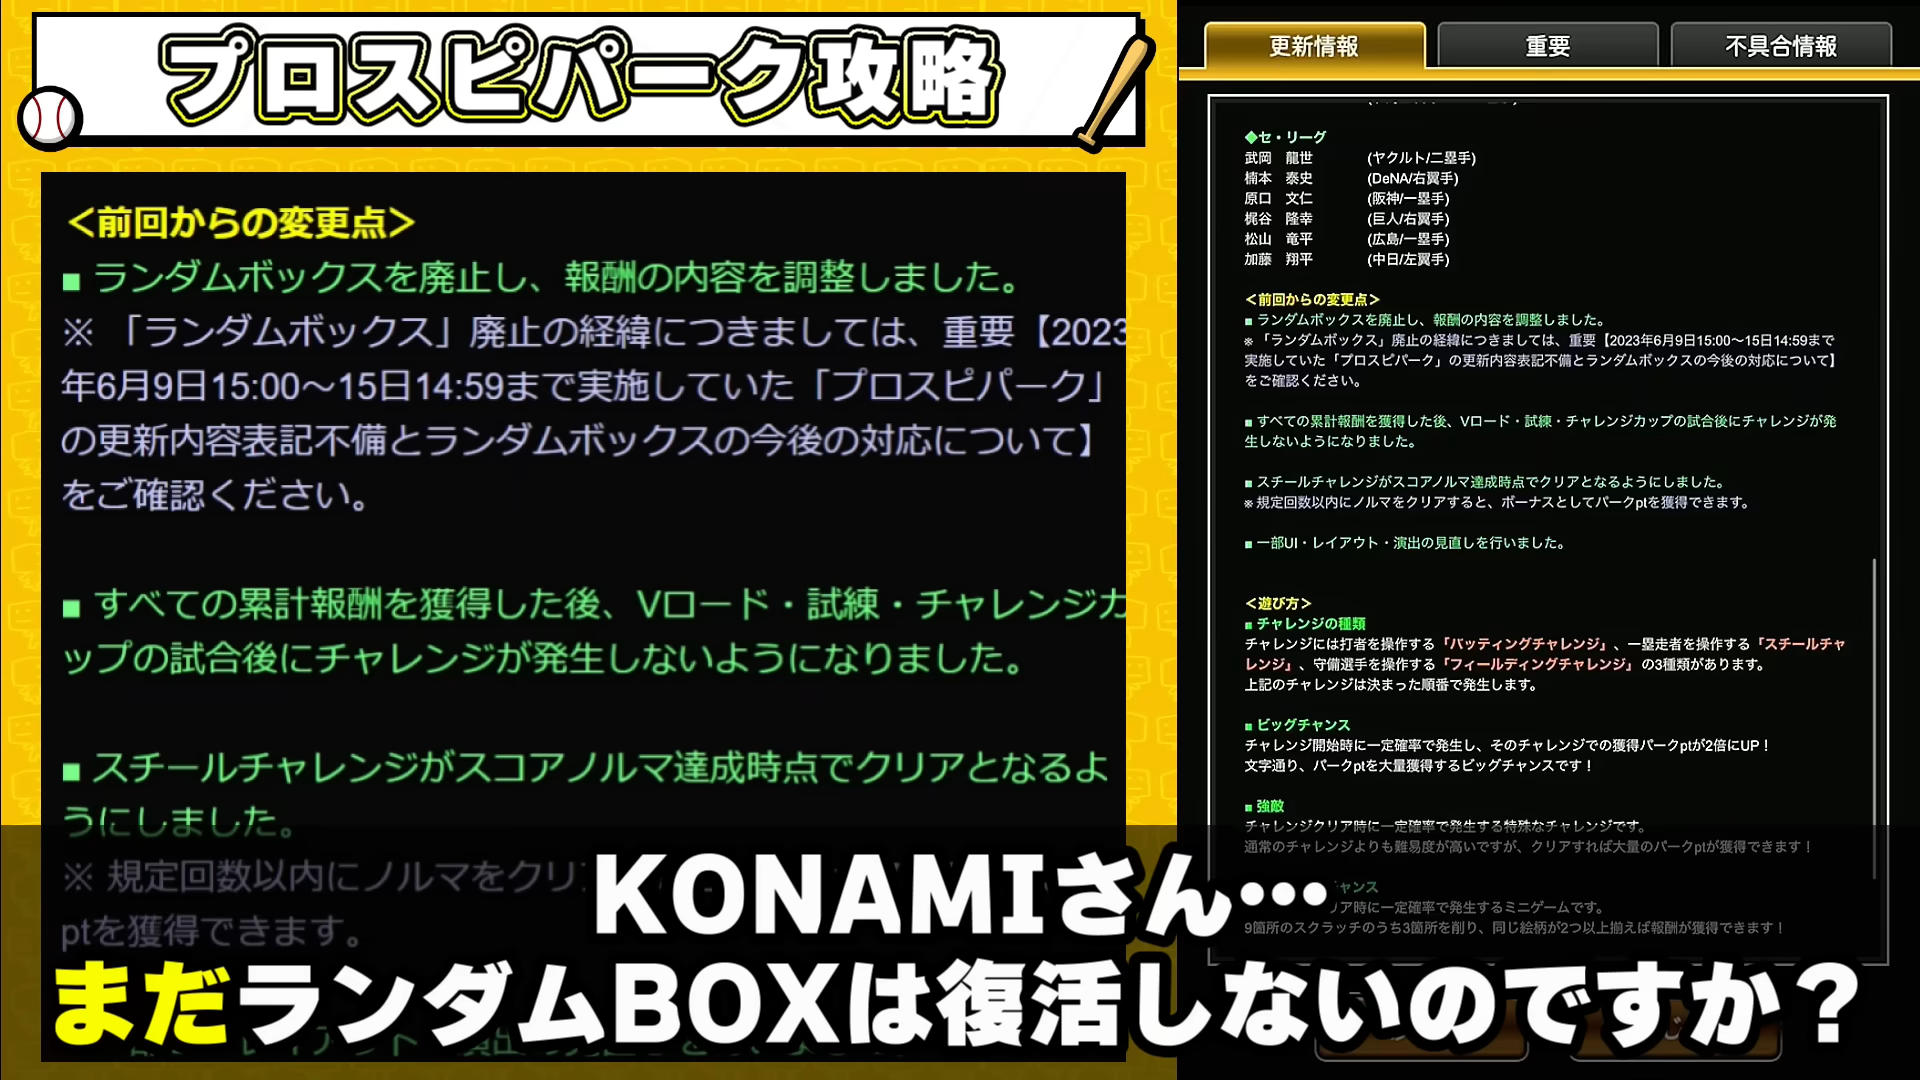 プロスピパーク攻略
<前回からの変更点>
■ ランダムボックスを廃止し、報酬の内容を調整しました。
※ 「ランダムボックス」廃止の経緯につきましては、重要【2023
年6月9日15:00～15日14:59まで実施していた「プロスピパーク」
の更新内容表記不備とランダムボックスの今後の対応について】
をご確認ください。
■ すべての累計報酬を獲得した後、Vロード・試練・チャレンジカ
ップの試合後にチャレンジが発生しないようになりました。
■ スチールチャレンジがスコアノルマ達成時点でクリアとなるよ
うにしました。
※ 規定回数以内にノルマをクリ
ptを獲得できます。
更新情報
重要
不具合情報
◆セ・リーグ
武岡 龍世 (ヤクルト/二塁手)
楠本 泰史 (DeNA/右翼手)
原口 文仁 (阪神/一塁手)
梶谷 隆幸 (巨人/右翼手)
松山 竜平 (広島/一塁手)
加藤 翔平 (中日/左翼手)
<前回からの変更点>
■ ランダムボックスを廃止し、報酬の内容を調整しました。
※ 「ランダムボックス」廃止の経緯につきましては、重要【2023年6月9日15:00～15日14:59まで
実施していた「プロスピパーク」の更新内容表記不備とランダムボックスの今後の対応について】
をご確認ください。
■ すべての累計報酬を獲得した後、Vロード・試練・チャレンジカップの試合後にチャレンジが発
生しないようになりました。
■ スチールチャレンジがスコアノルマ達成時点でクリアとなるようにしました。
※ 規定回数以内にノルマをクリアすると、ボーナスとしてパークptを獲得できます。
■ 一部UI・レイアウト・演出の見直しを行いました。
<遊び方>
■ チャレンジの種類
チャレンジには打者を操作する「バッティングチャレンジ」、一塁走者を操作する「スチールチャ
レンジ」、守備選手を操作する「フィールディングチャレンジ」の3種類があります。
上記のチャレンジは決まった順番で発生します。
■ ビッグチャンス
チャレンジ開始時に一定確率で発生し、そのチャレンジでの獲得パークptが2倍にUP！
文字通り、パークptを大量獲得するビッグチャンスです！
■ 強敵
チャレンジクリア時に一定確率で発生する特殊なチャレンジです。
通常のチャレンジよりも難易度が高いですが、クリアすれば大量のパークptが獲得できます！
チャンス
リア時に一定確率で発生するミニゲームです。
9箇所のスクラッチのうち3箇所を削り、同じ絵柄が2つ以上揃えば報酬が獲得できます！
KONAMIさん…
まだランダムBOXは復活しないのですか？